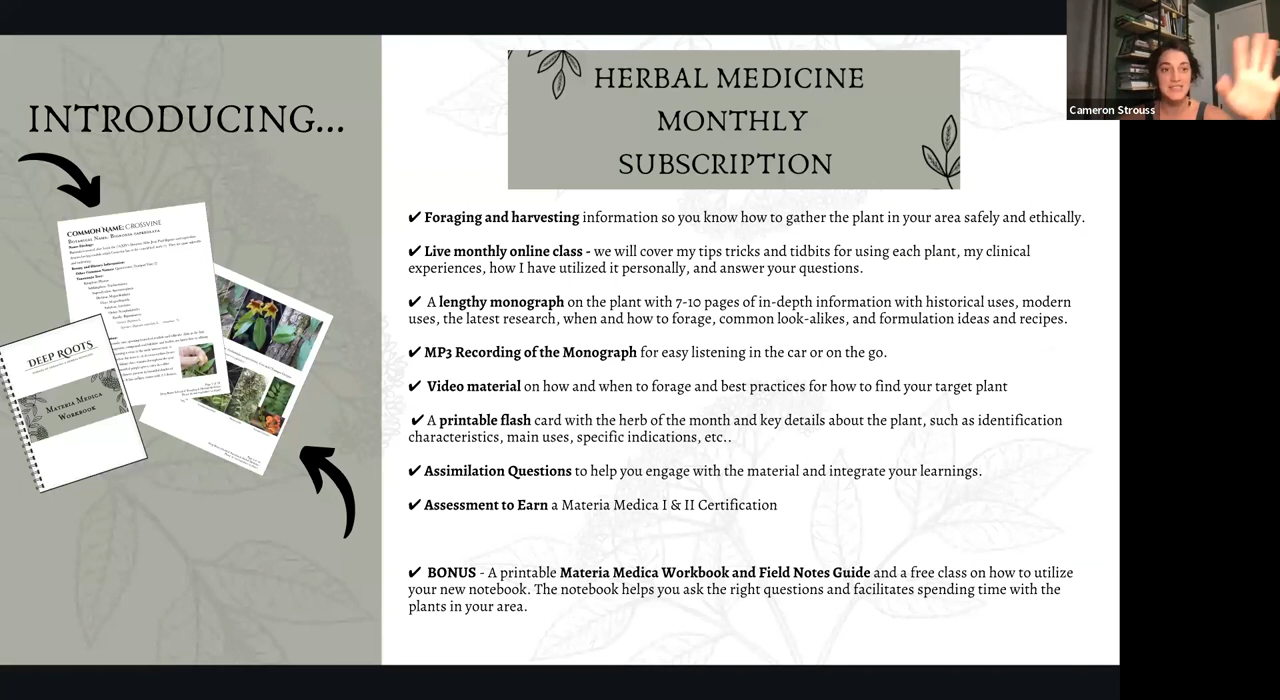 INTRODUCING...
COMMON NAME: CROSSVINE
BOTANICAL NAME: BIGNONIA CAPREOLATA
DEEP ROOTS
MATERIA MEDICA
WORKBOOK
HERBAL MEDICINE
MONTHLY
SUBSCRIPTION
✔ Foraging and harvesting information so you know how to gather the plant in your area safely and ethically.
✔ Live monthly online class - we will cover my tips tricks and tidbits for using each plant, my clinical
experiences, how I have utilized it personally, and answer your questions.
✔ A lengthy monograph on the plant with 7-10 pages of in-depth information with historical uses, modern
uses, the latest research, when and how to forage, common look-alikes, and formulation ideas and recipes.
✔ MP3 Recording of the Monograph for easy listening in the car or on the go.
✔ Video material on how and when to forage and best practices for how to find your target plant
✔ A printable flash card with the herb of the month and key details about the plant, such as identification
characteristics, main uses, specific indications, etc..
✔ Assimilation Questions to help you engage with the material and integrate your learnings.
✔ Assessment to Earn a Materia Medica I & II Certification
✔ BONUS - A printable Materia Medica Workbook and Field Notes Guide and a free class on how to utilize
your new notebook. The notebook helps you ask the right questions and facilitates spending time with the
plants in your area.
Cameron Strouss